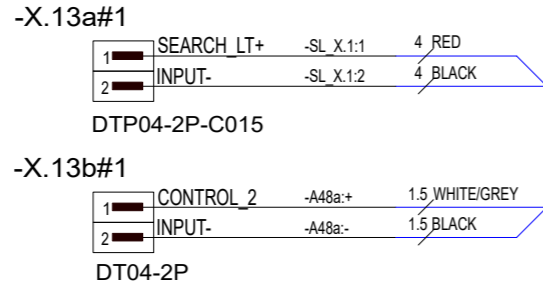 -X.13a#1
1 SEARCH_LT+ -SL_X.1:1 4 RED
2 INPUT- -SL_X.1:2 4 BLACK
DTP04-2P-C015
-X.13b#1
1 CONTROL_2 -A48a:+ 1.5 WHITE/GREY
2 INPUT- -A48a:- 1.5 BLACK
DT04-2P